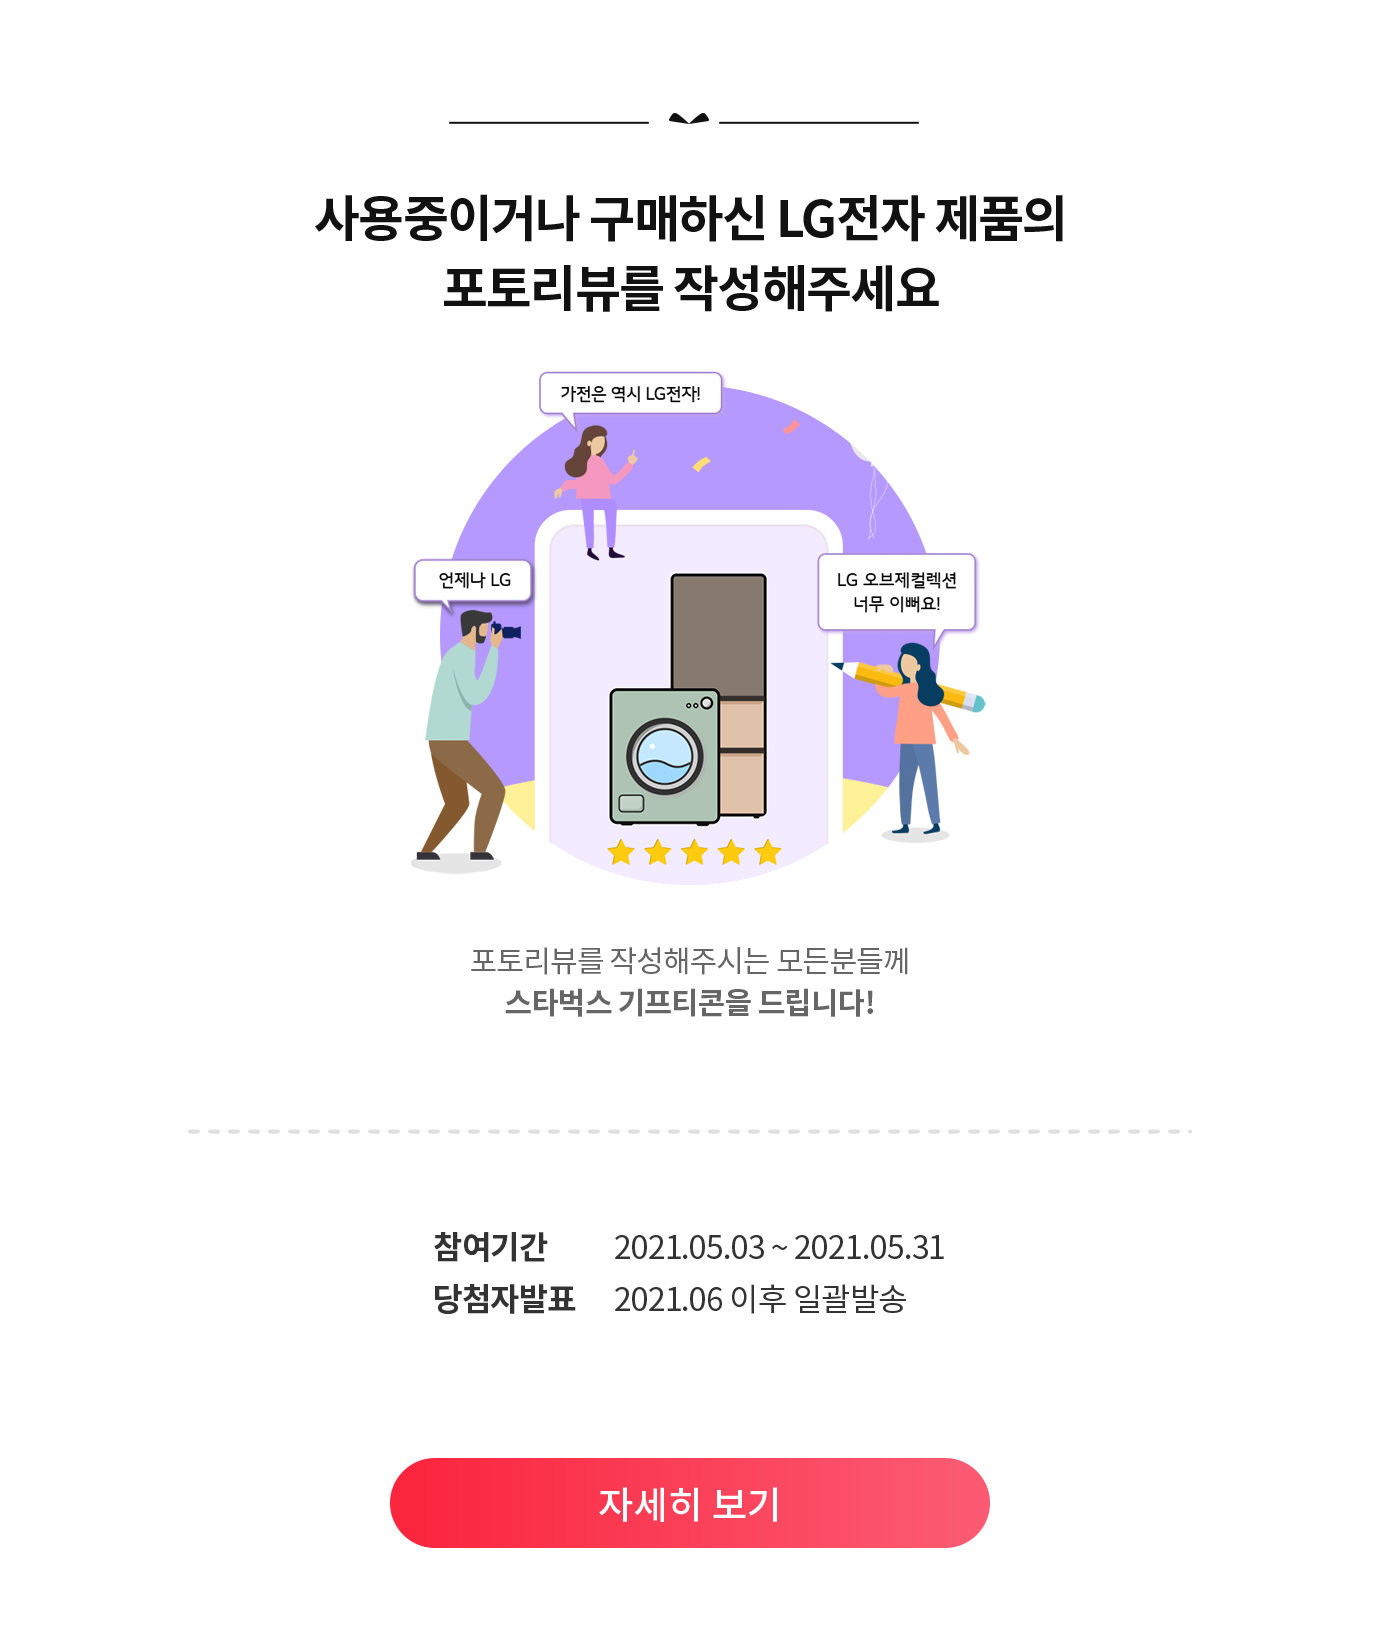 사용중이거나 구매하신 LG전자 제품의
포토리뷰를 작성해주세요
가전은 역시 LG전자!
언제나 LG
LG 오브제컬렉션
너무 이뻐요!
포토리뷰를 작성해주시는 모든분들께
스타벅스 기프티콘을 드립니다!
참여기간 2021.05.03 ~ 2021.05.31
당첨자발표 2021.06 이후 일괄발송
자세히 보기